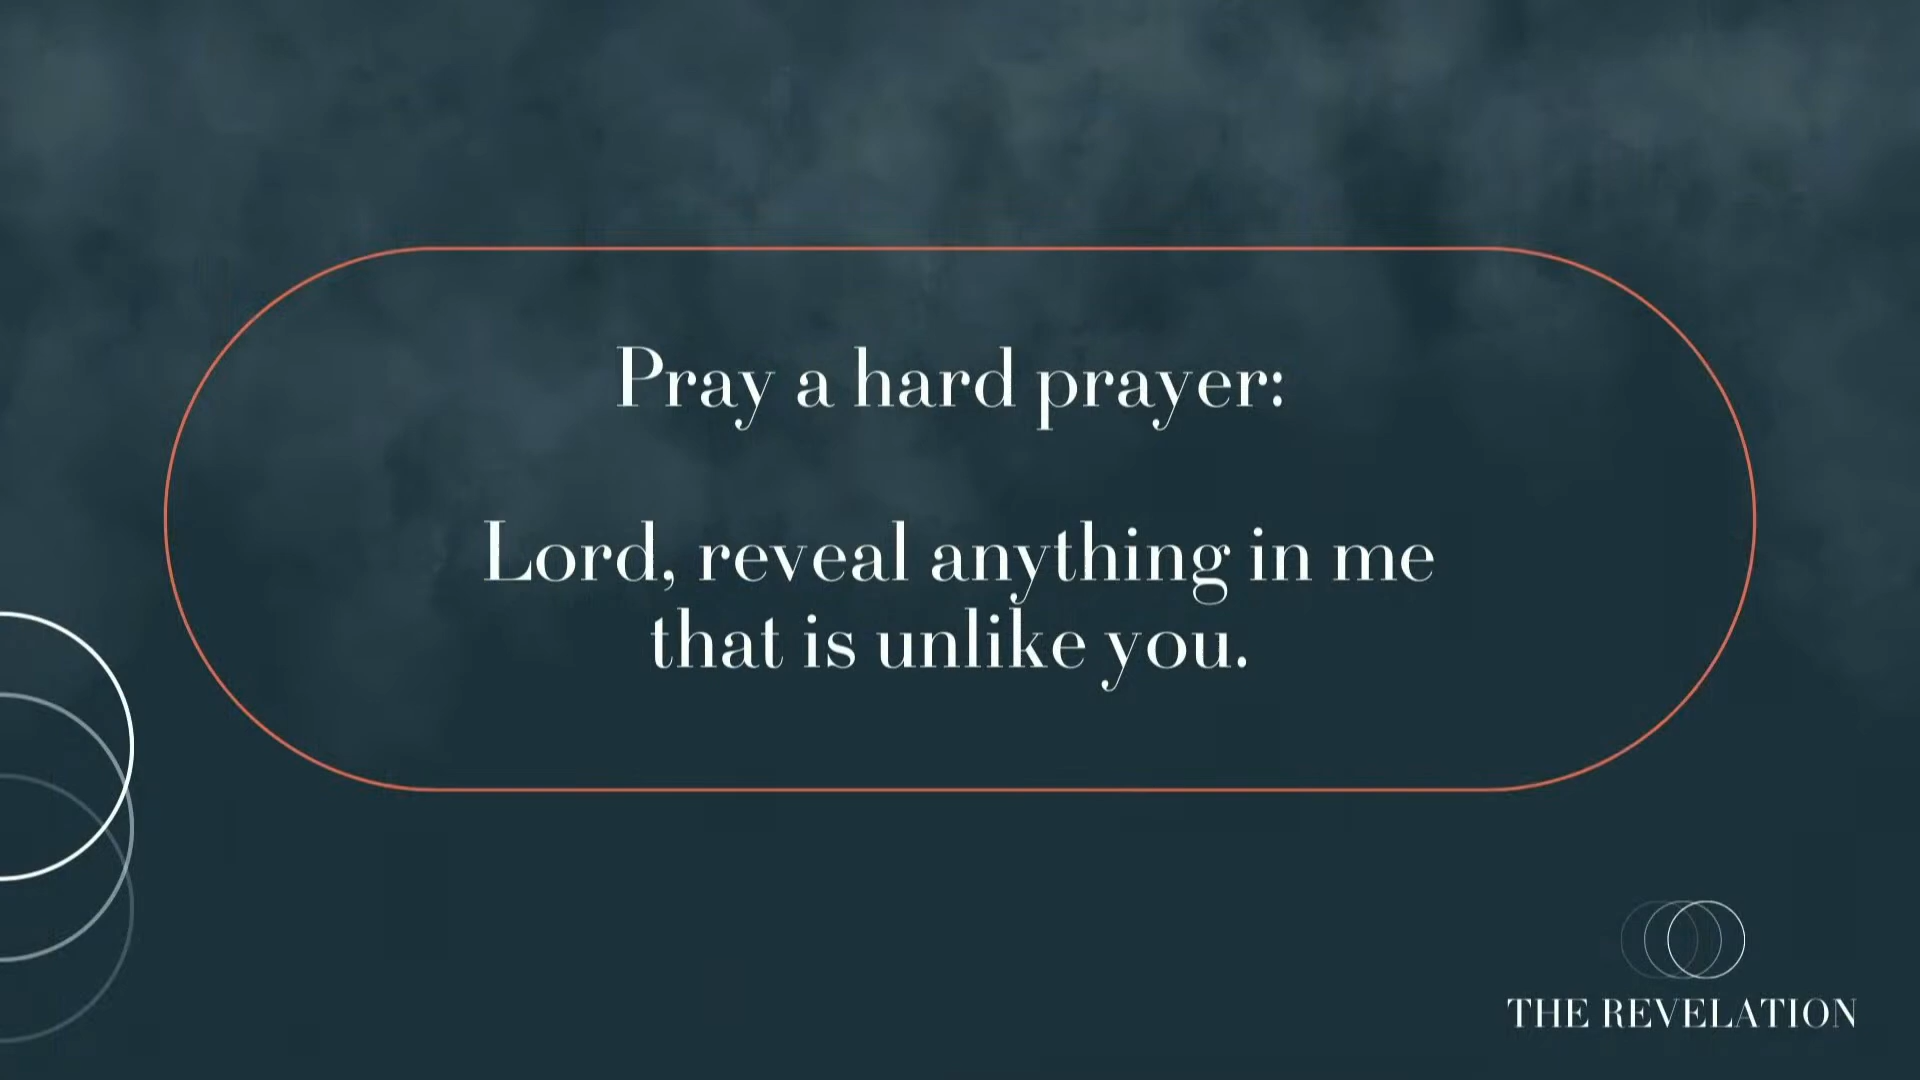 Pray a hard prayer:
Lord, reveal anything in me
that is unlike you.
THE REVELATION